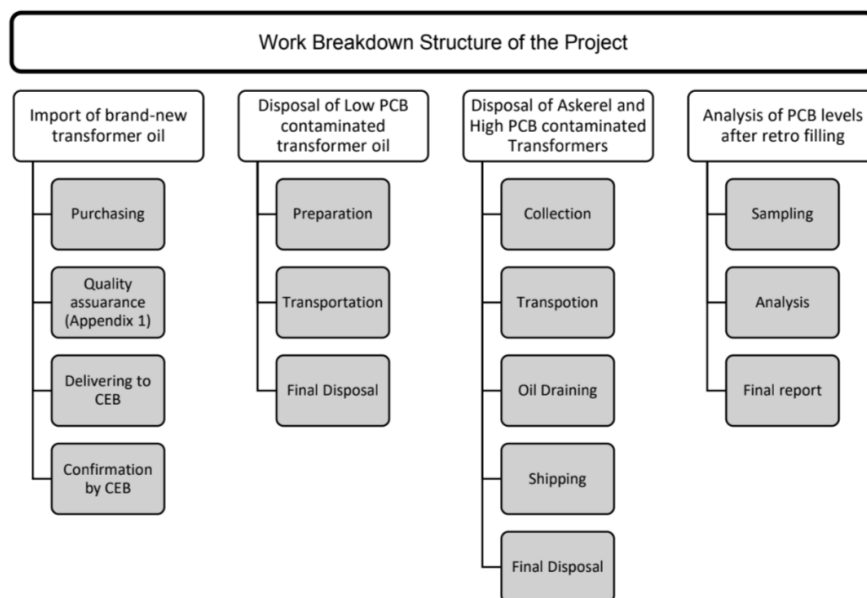 Work Breakdown Structure of the Project
Import of brand-new
transformer oil
Purchasing
Quality
assuarance
(Appendix 1)
Delivering to
CEB
Confirmation
by CEB
Disposal of Low PCB
contaminated
transformer oil
Preparation
Transportation
Final Disposal
Disposal of Askerel and
High PCB contaminated
Transformers
Collection
Transpotion
Oil Draining
Shipping
Final Disposal
Analysis of PCB levels
after retro filling
Sampling
Analysis
Final report